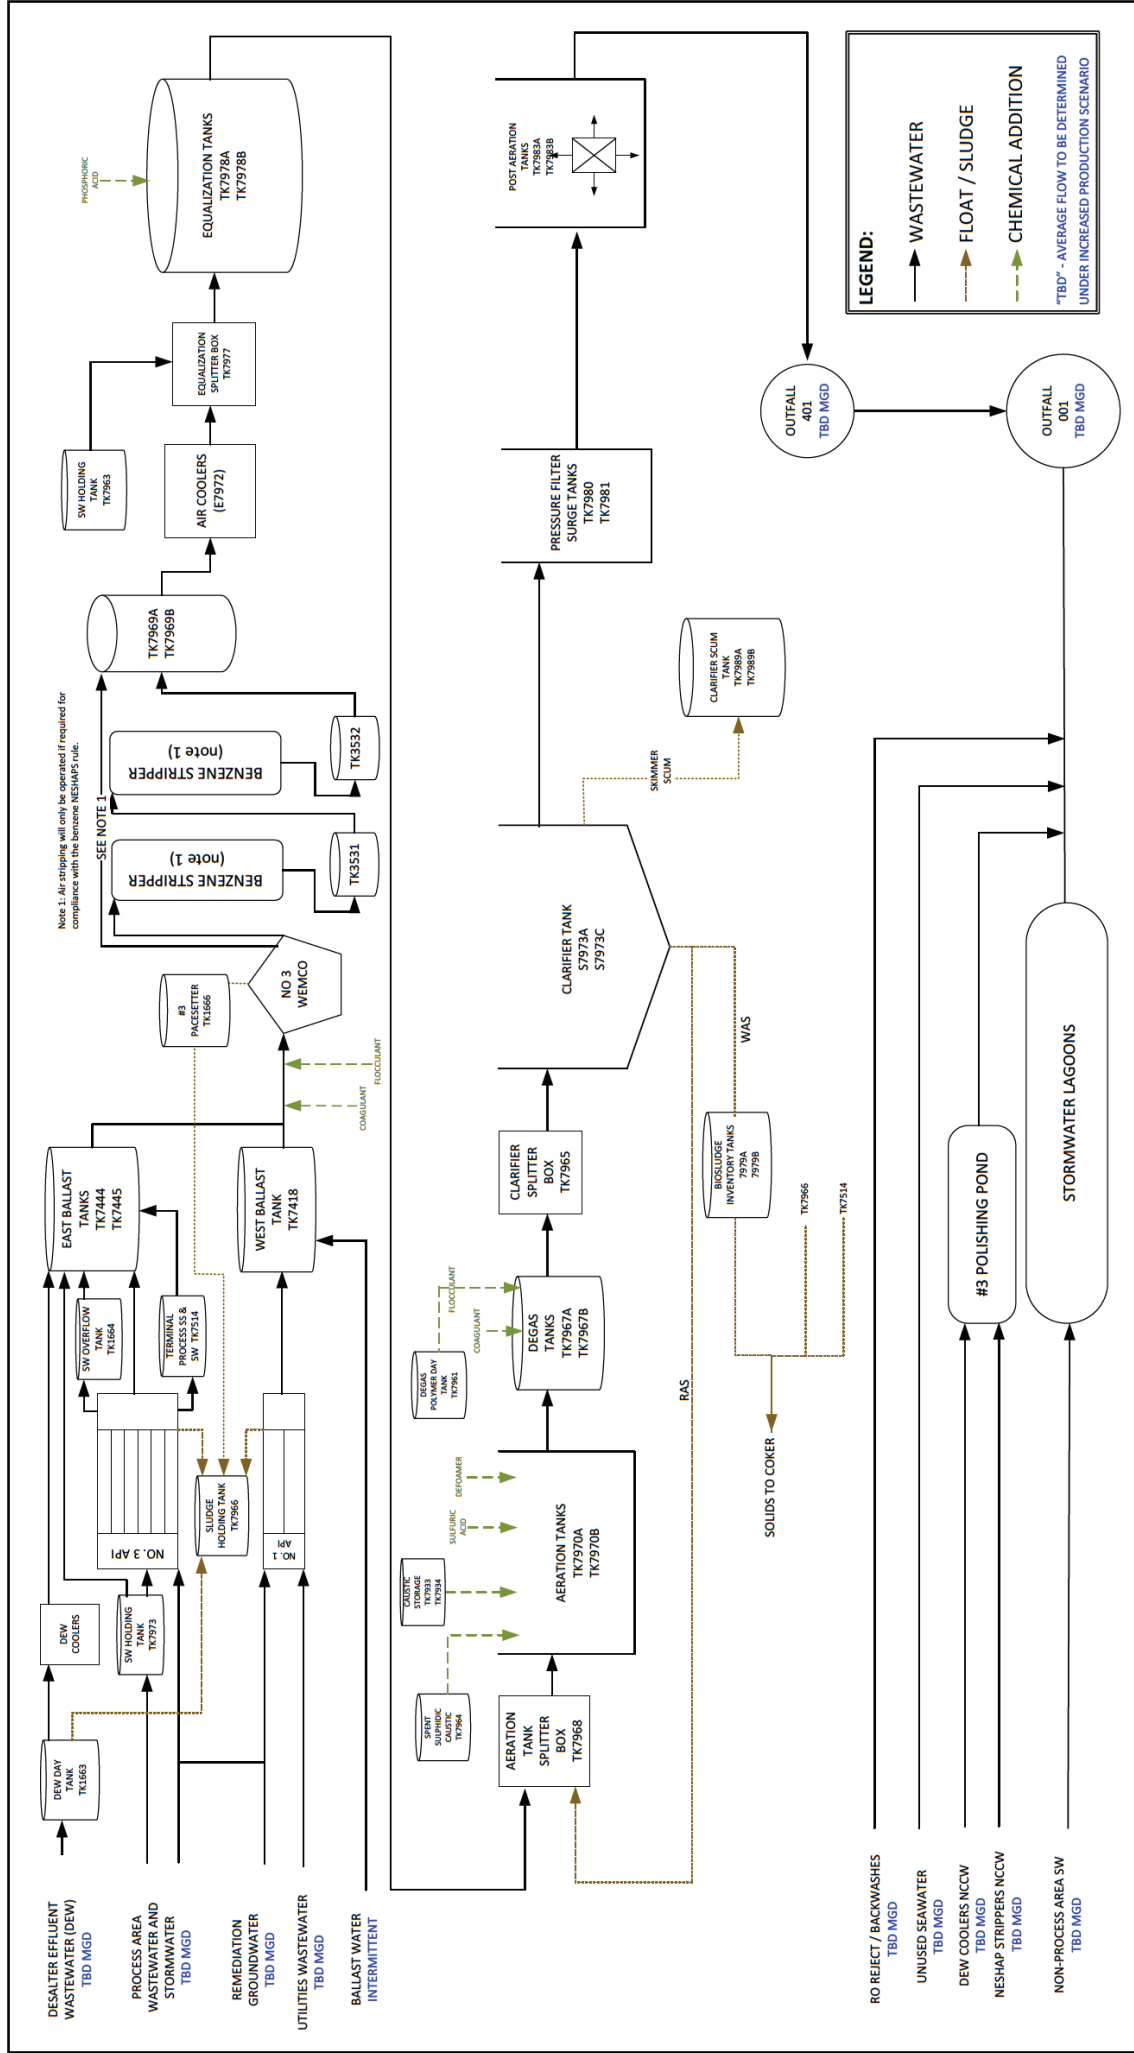 DESALTER EFFLUENT
WASTEWATER (DEW)
TBD MGD
PROCESS AREA
WASTEWATER AND
STORMWATER
TBD MGD
REMEDIATION
GROUNDWATER
TBD MGD
UTILITIES WASTEWATER
TBD MGD
BALLAST WATER
INTERMITTENT
DEW DAY
TANK
TK1663
DEW
COOLERS
SW HOLDING
TANK
TK7973
NO. 3 API
NO. 1
API
SLUDGE
HOLDING TANK
TK7966
SW OVERFLOW
TANK
TK1664
TERMINAL
PROCESS SS &
SW TK7514
EAST BALLAST
TANKS
TK7444
TK7445
WEST BALLAST
TANK
TK7418
COAGULANT
FLOCCULANT
#3
PACESETTER
TK1666
NO 3
WEMCO
Note 1: Air stripping will only be operated if required for
compliance with the benzene NESHAPS rule.
SEE NOTE 1
BENZENE STRIPPER
(note 1)
TK3531
BENZENE STRIPPER
(note 1)
TK3532
TK7969A
TK7969B
AIR COOLERS
(E7972)
SW HOLDING
TANK
TK7963
EQUALIZATION
SPLITTER BOX
TK7977
PHOSPHORIC
ACID
EQUALIZATION TANKS
TK7978A
TK7978B
AERATION
TANK
SPLITTER
BOX
TK7968
SPENT
SULPHIDIC
CAUSTIC
TK7964
CAUSTIC
STORAGE
TK7933
TK7934
SULFURIC
ACID
DEFOAMER
AERATION TANKS
TK7970A
TK7970B
DEGAS
POLYMER DAY
TANK
TK7961
COAGULANT
FLOCCULANT
DEGAS
TANKS
TK7967A
TK7967B
CLARIFIER
SPLITTER
BOX
TK7965
CLARIFIER TANK
S7973A
S7973C
SKIMMER
SCUM
CLARIFIER SCUM
TANK
TK7989A
TK7989B
PRESSURE FILTER
SURGE TANKS
TK7980
TK7981
POST AERATION
TANKS
TK7983A
TK7983B
RAS
WAS
BIOSLUDGE
INVENTORY TANKS
7979A
7979B
TK7966
TK7514
SOLIDS TO COKER
OUTFALL
401
TBD MGD
OUTFALL
001
TBD MGD
RO REJECT / BACKWASHES
TBD MGD
UNUSED SEAWATER
TBD MGD
DEW COOLERS NCCW
TBD MGD
NESHAP STRIPPERS NCCW
TBD MGD
NON-PROCESS AREA SW
TBD MGD
#3 POLISHING POND
STORMWATER LAGOONS
LEGEND:
WASTEWATER
FLOAT / SLUDGE
CHEMICAL ADDITION
"TBD" - AVERAGE FLOW TO BE DETERMINED
UNDER INCREASED PRODUCTION SCENARIO